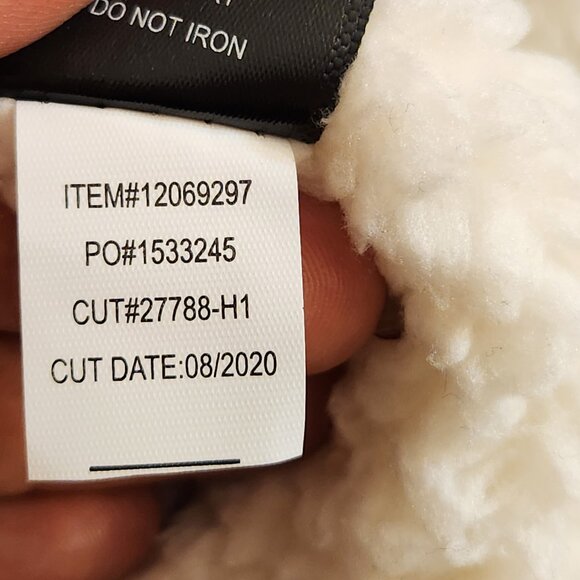 DO NOT IRON
ITEM#12069297
PO#1533245
CUT#27788-H1
CUT DATE:08/2020